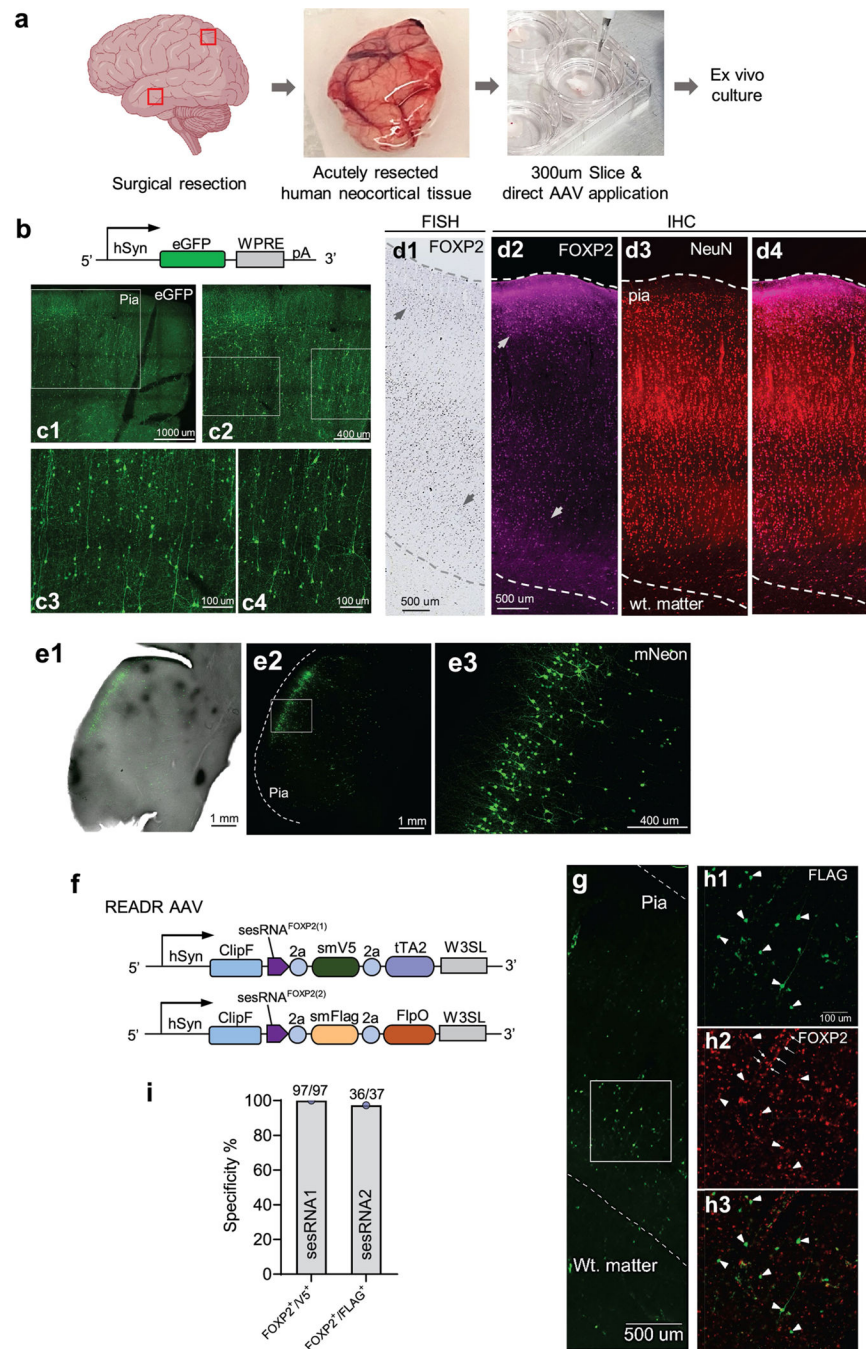 a
Surgical resection
Acutely resected
human neocortical tissue
300um Slice &
direct AAV application
Ex vivo
culture
b
5'
hSyn
eGFP
WPRE
pA
3'
Pia
eGFP
c1
1000 um
c2
400 um
c3
100 um
c4
100 um
FISH
IHC
d1
FOXP2
500 um
d2
FOXP2
500 um
d3
NeuN
pia
wt. matter
d4
e1
1 mm
e2
Pia
1 mm
e3
mNeon
400 um
f
READR AAV
5'
hSyn
ClipF
sesRNA^FOXP2(1)
2a
smV5
2a
tTA2
W3SL
3'
5'
hSyn
ClipF
sesRNA^FOXP2(2)
2a
smFlag
2a
FlpO
W3SL
3'
g
Pia
Wt. matter
500 um
h1
FLAG
100 um
h2
FOXP2
h3
i
Specificity %
100
80
60
40
20
0
97/97
36/37
sesRNA1
sesRNA2
FOXP2⁺/V5⁺
FOXP2⁺/FLAG⁺